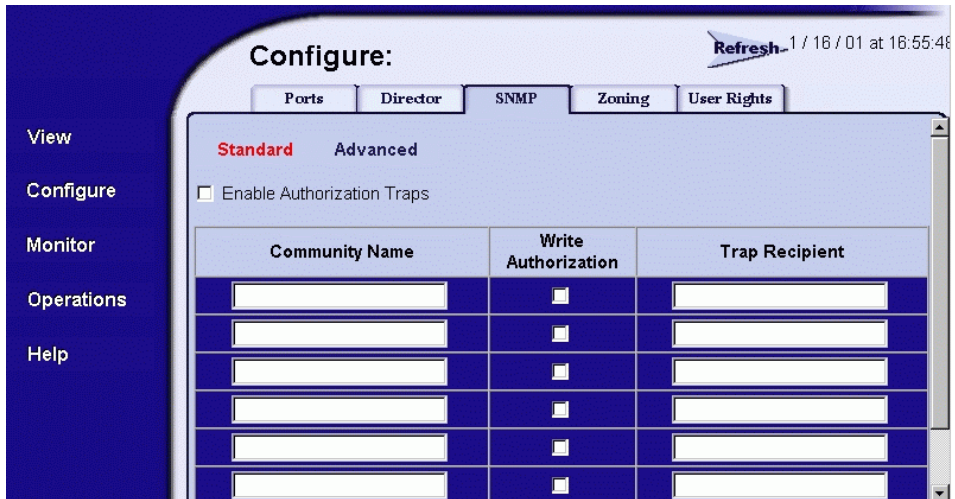 Configure:
Refresh
1 / 16 / 01 at 16:55:48
Ports
Director
SNMP
Zoning
User Rights
View
Configure
Monitor
Operations
Help
Standard
Advanced
Enable Authorization Traps
Community Name
Write
Authorization
Trap Recipient